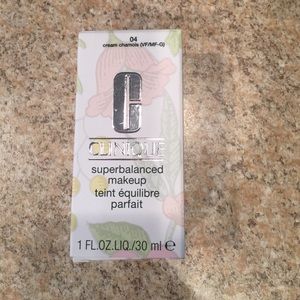 04
cream chamois (VF/MF-G)
CLINIQUE
superbalanced
makeup
teint équilibre
parfait
1 FL.OZ.LIQ./30 ml ℮